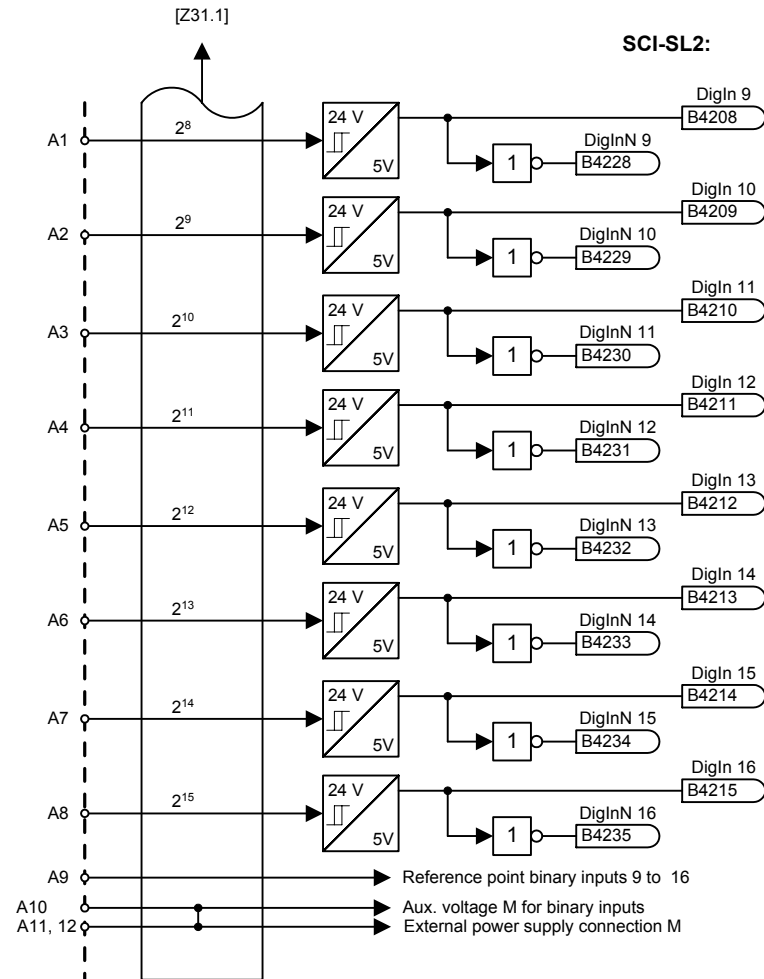 [Z31.1]
SCI-SL2:
DigIn 9
24 V
2⁸
B4208
A1
DigInN 9
5V
1
B4228
DigIn 10
24 V
2⁹
B4209
A2
DigInN 10
5V
1
B4229
DigIn 11
24 V
2¹⁰
B4210
A3
DigInN 11
5V
1
B4230
DigIn 12
24 V
2¹¹
B4211
A4
DigInN 12
5V
1
B4231
DigIn 13
24 V
2¹²
B4212
A5
DigInN 13
5V
1
B4232
DigIn 14
24 V
2¹³
B4213
A6
DigInN 14
5V
1
B4233
DigIn 15
24 V
2¹⁴
B4214
A7
DigInN 15
5V
1
B4234
DigIn 16
24 V
2¹⁵
B4215
A8
DigInN 16
5V
1
B4235
A9 Reference point binary inputs 9 to 16
A10 Aux. voltage M for binary inputs
A11, 12 External power supply connection M